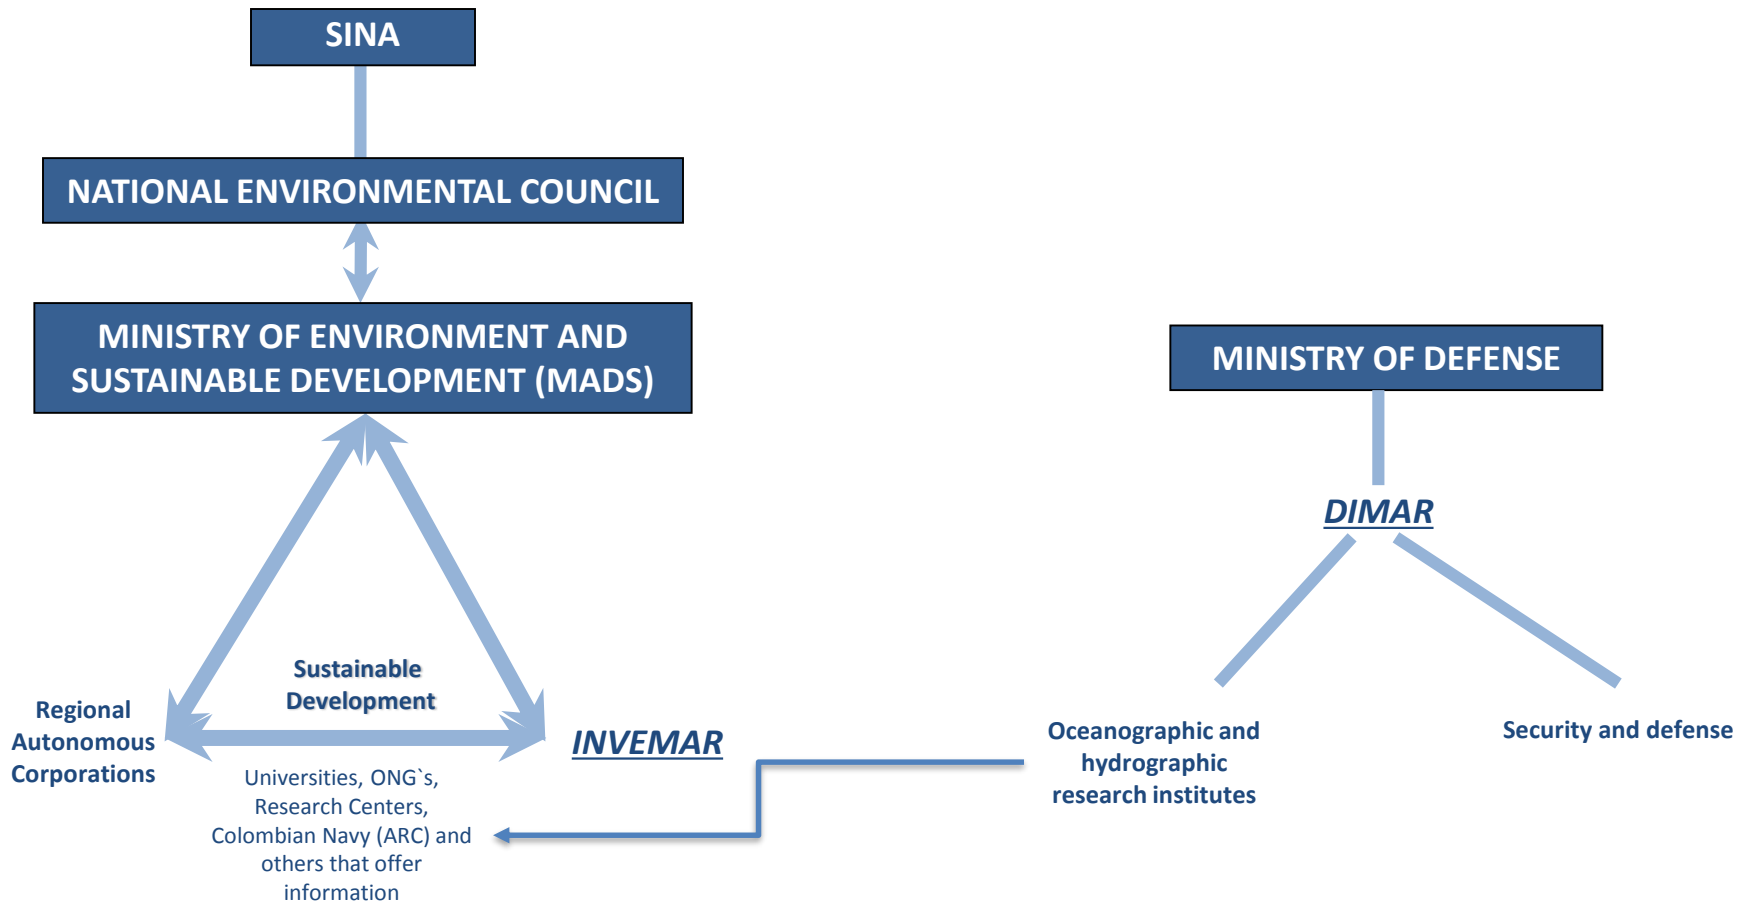 SINA
NATIONAL ENVIRONMENTAL COUNCIL
MINISTRY OF ENVIRONMENT AND
SUSTAINABLE DEVELOPMENT (MADS)
MINISTRY OF DEFENSE
DIMAR
Sustainable
Development
Regional
Autonomous
Corporations
INVEMAR
Universities, ONG`s,
Research Centers,
Colombian Navy (ARC) and
others that offer
information
Oceanographic and
hydrographic
research institutes
Security and defense